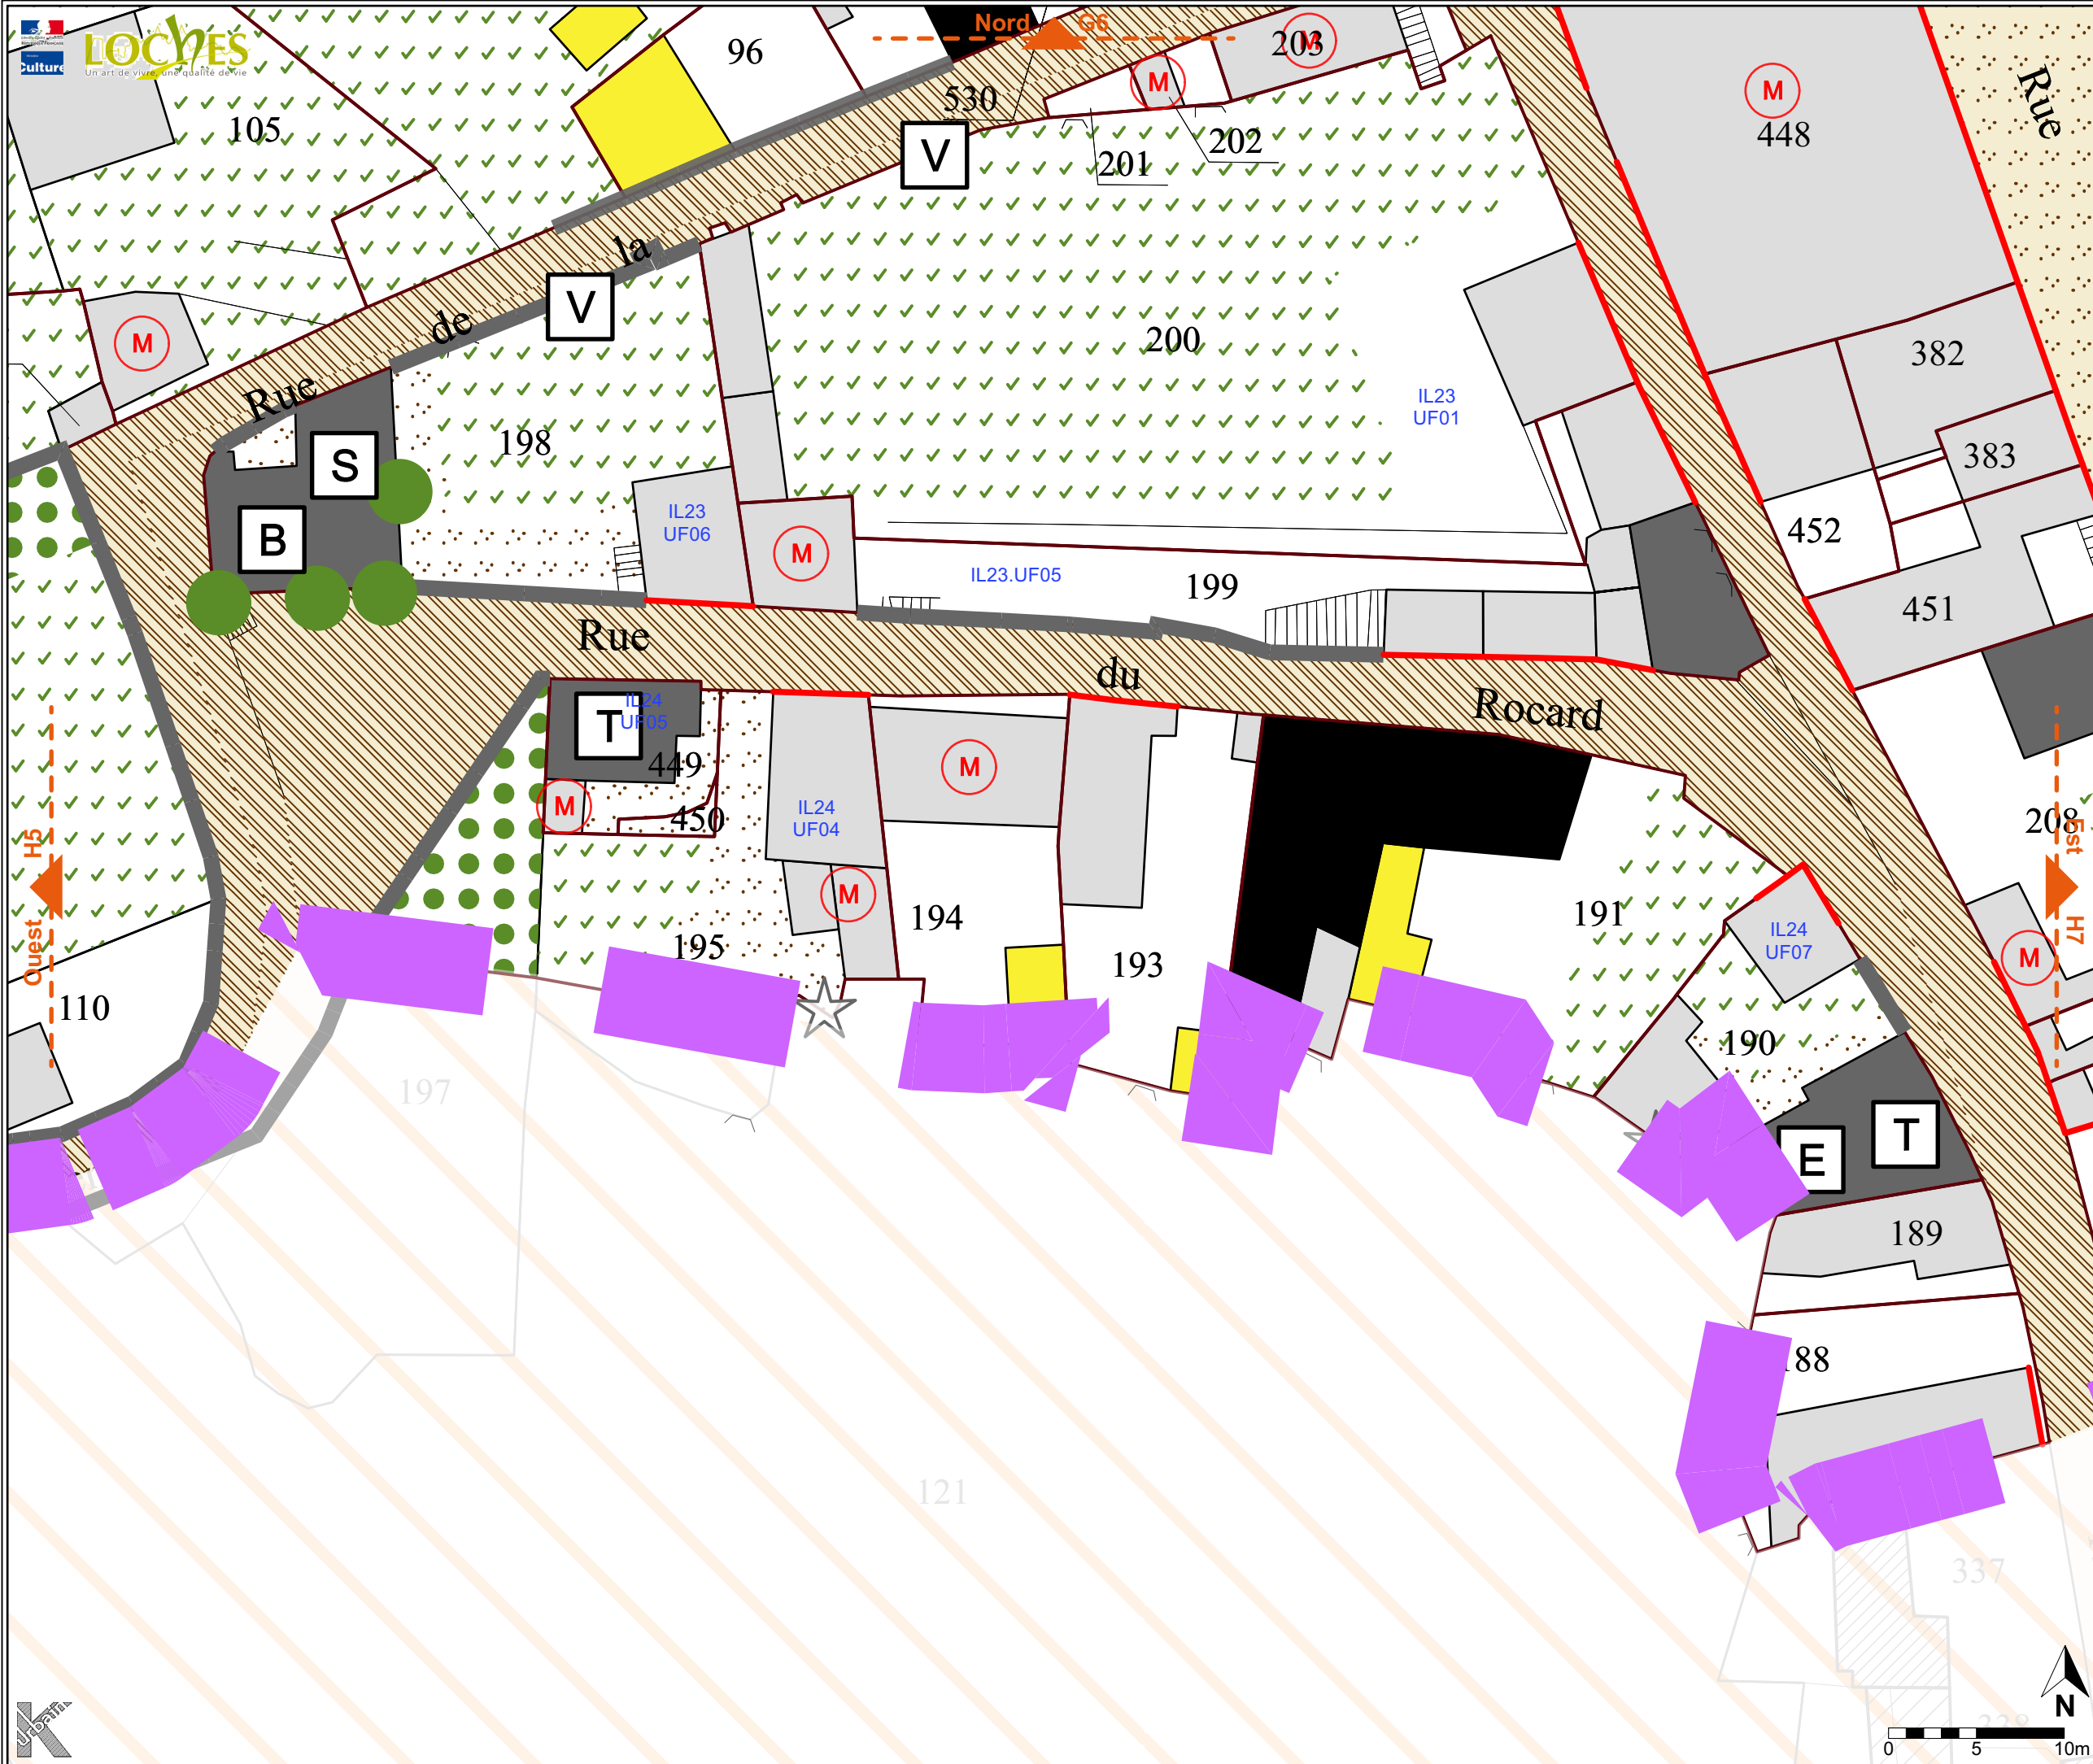 LOCHES
Un art de vivre, une qualité de vie
Culture
Nord G6
96
203
M
M
M
448
Rue
530
V
105
202
201
la
V
de
M
Rue
200
382
IL23
UF01
198
S
383
B
IL23
UF06
M
452
IL23.UF05
199
451
Rue
du
Rocard
T
IL24
UF05
449
M
450
M
IL24
UF04
208
Est
H7
H5
Ouest
M
194
195
193
191
IL24
UF07
M
110
190
197
E
T
189
188
121
337
338
Urbain
K
N
0 5 10m